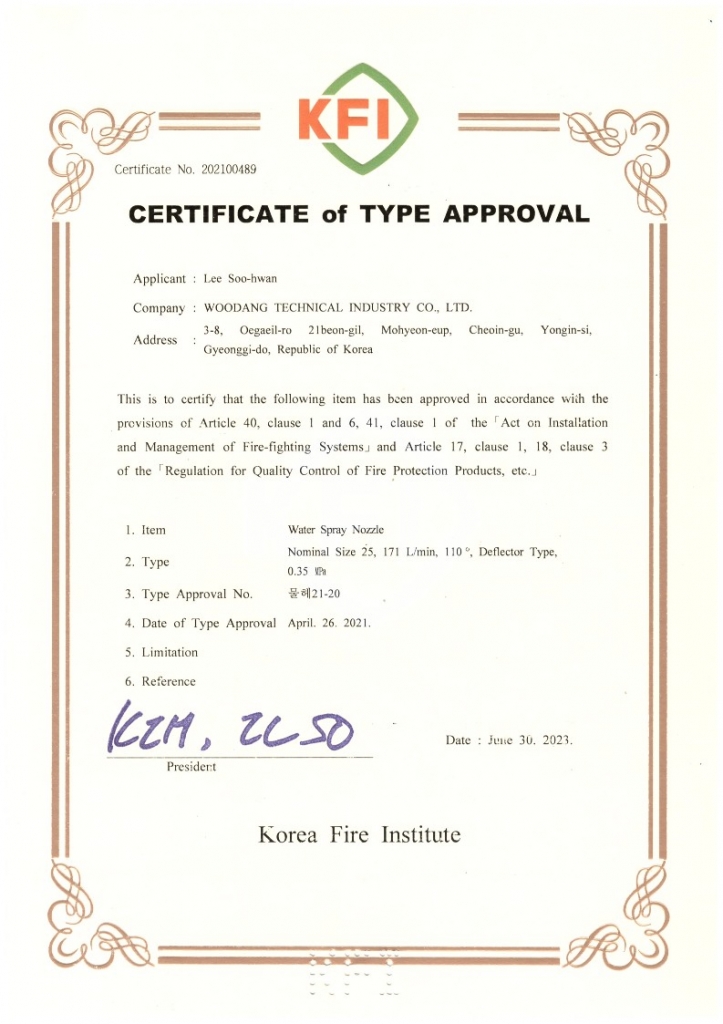 KFI
Certificate No. 202100489
CERTIFICATE of TYPE APPROVAL
Applicant : Lee Soo-hwan
Company : WOODANG TECHNICAL INDUSTRY CO., LTD.
Address : 3-8, Oegaeil-ro 21beon-gil, Mohyeon-eup, Cheoin-gu, Yongin-si,
Gyeonggi-do, Republic of Korea
This is to certify that the following item has been approved in accordance with the
provisions of Article 40, clause 1 and 6, 41, clause 1 of the「Act on Installation
and Management of Fire-fighting Systems」and Article 17, clause 1, 18, clause 3
of the「Regulation for Quality Control of Fire Protection Products, etc.」
1. Item Water Spray Nozzle
2. Type Nominal Size 25, 171 L/min, 110 °, Deflector Type,
0.35 ㎫
3. Type Approval No. 물헤21-20
4. Date of Type Approval April. 26. 2021.
5. Limitation
6. Reference
Date : June 30. 2023.
President
Korea Fire Institute
KFI